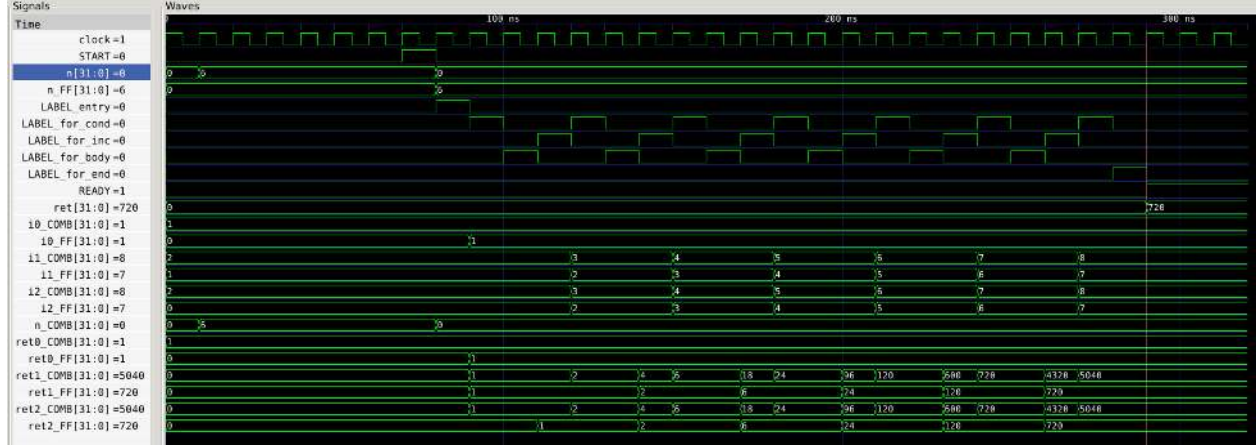 Signals Waves
Time 100 ns 200 ns 300 ns
clock=1
START=0
n[31:0]=0 0 6 0
n_FF[31:0]=6 0 6
LABEL_entry=0
LABEL_for_cond=0
LABEL_for_inc=0
LABEL_for_body=0
LABEL_for_end=0
READY=1
ret[31:0]=720 0 720
i0_COMB[31:0]=1 1
i0_FF[31:0]=1 0 1
i1_COMB[31:0]=8 2 3 4 5 6 7 8
i1_FF[31:0]=7 1 2 3 4 5 6 7
i2_COMB[31:0]=8 2 3 4 5 6 7 8
i2_FF[31:0]=7 0 2 3 4 5 6 7
n_COMB[31:0]=0 0 6 0
ret0_COMB[31:0]=1 1
ret0_FF[31:0]=1 0 1
ret1_COMB[31:0]=5040 0 1 2 4 6 18 24 96 120 600 720 4320 5040
ret1_FF[31:0]=720 0 1 2 6 24 120 720
ret2_COMB[31:0]=5040 0 1 2 4 6 18 24 96 120 600 720 4320 5040
ret2_FF[31:0]=720 0 1 2 6 24 120 720